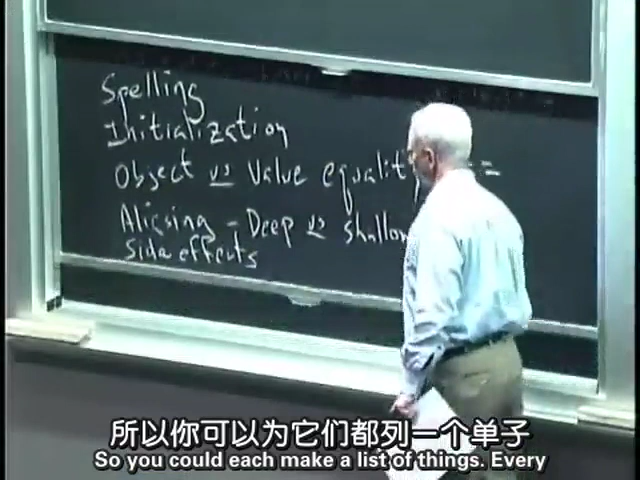 Spelling
Initialization
Object vs value equality =
Aliasing - Deep vs shallo
Side effects
所以你可以为它们都列一个单子
So you could each make a list of things. Every